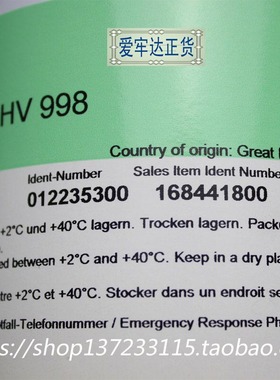 爱牢达正货
HV 998
Country of origin: Great
Ident-Number
Sales Item Ident Number
012235300
168441800
+2°C und +40°C lagern. Trocken lagern. Pack
between +2°C and +40°C. Keep in a dry pla
+2°C et +40°C. Stocker dans un endroit se
otfall-Telefonnummer / Emergency Response Ph
https://shop137233115.taobao.